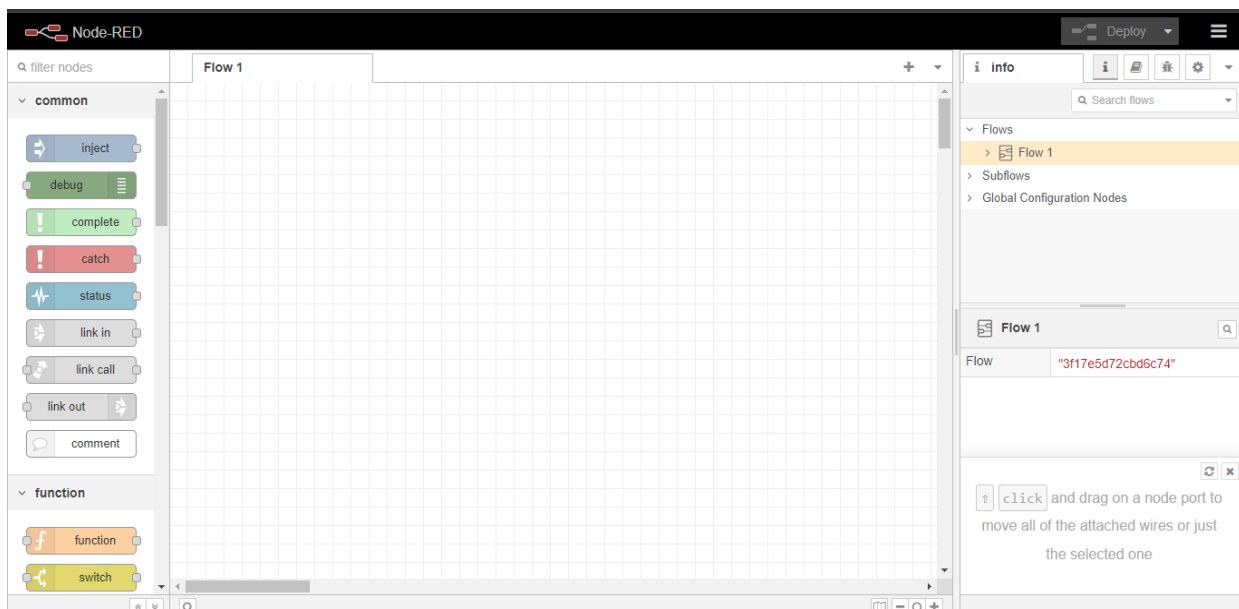 Node-RED
Deploy
filter nodes
Flow 1
info
i
common
Search flows
inject
Flows
debug
Flow 1
Subflows
complete
Global Configuration Nodes
catch
status
link in
Flow 1
link call
Flow
"3f17e5d72cbd6c74"
link out
comment
function
click and drag on a node port to
move all of the attached wires or just
the selected one
function
switch